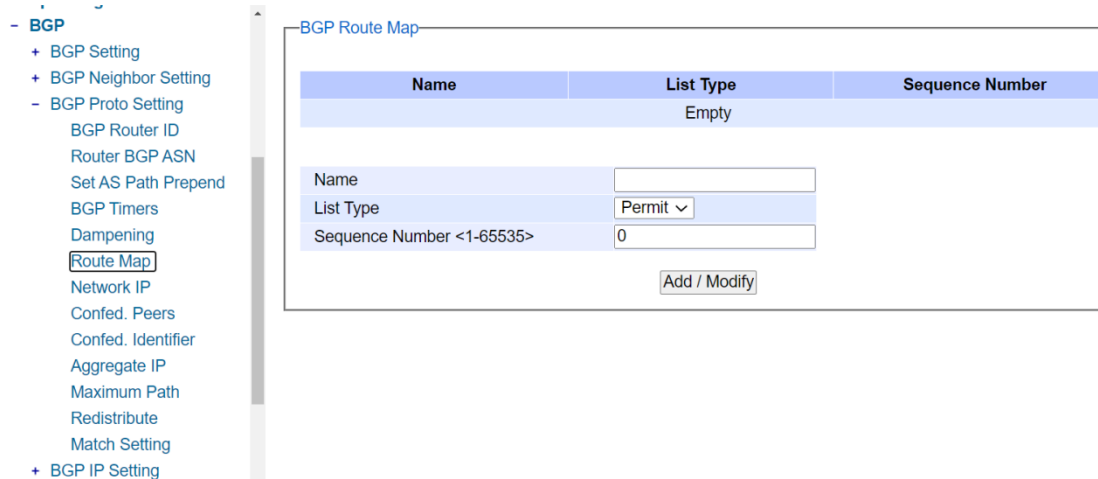 - BGP
+ BGP Setting
+ BGP Neighbor Setting
- BGP Proto Setting
BGP Router ID
Router BGP ASN
Set AS Path Prepend
BGP Timers
Dampening
Route Map
Network IP
Confed. Peers
Confed. Identifier
Aggregate IP
Maximum Path
Redistribute
Match Setting
+ BGP IP Setting
BGP Route Map
Name List Type Sequence Number
Empty
Name
List Type Permit
Sequence Number <1-65535> 0
Add / Modify